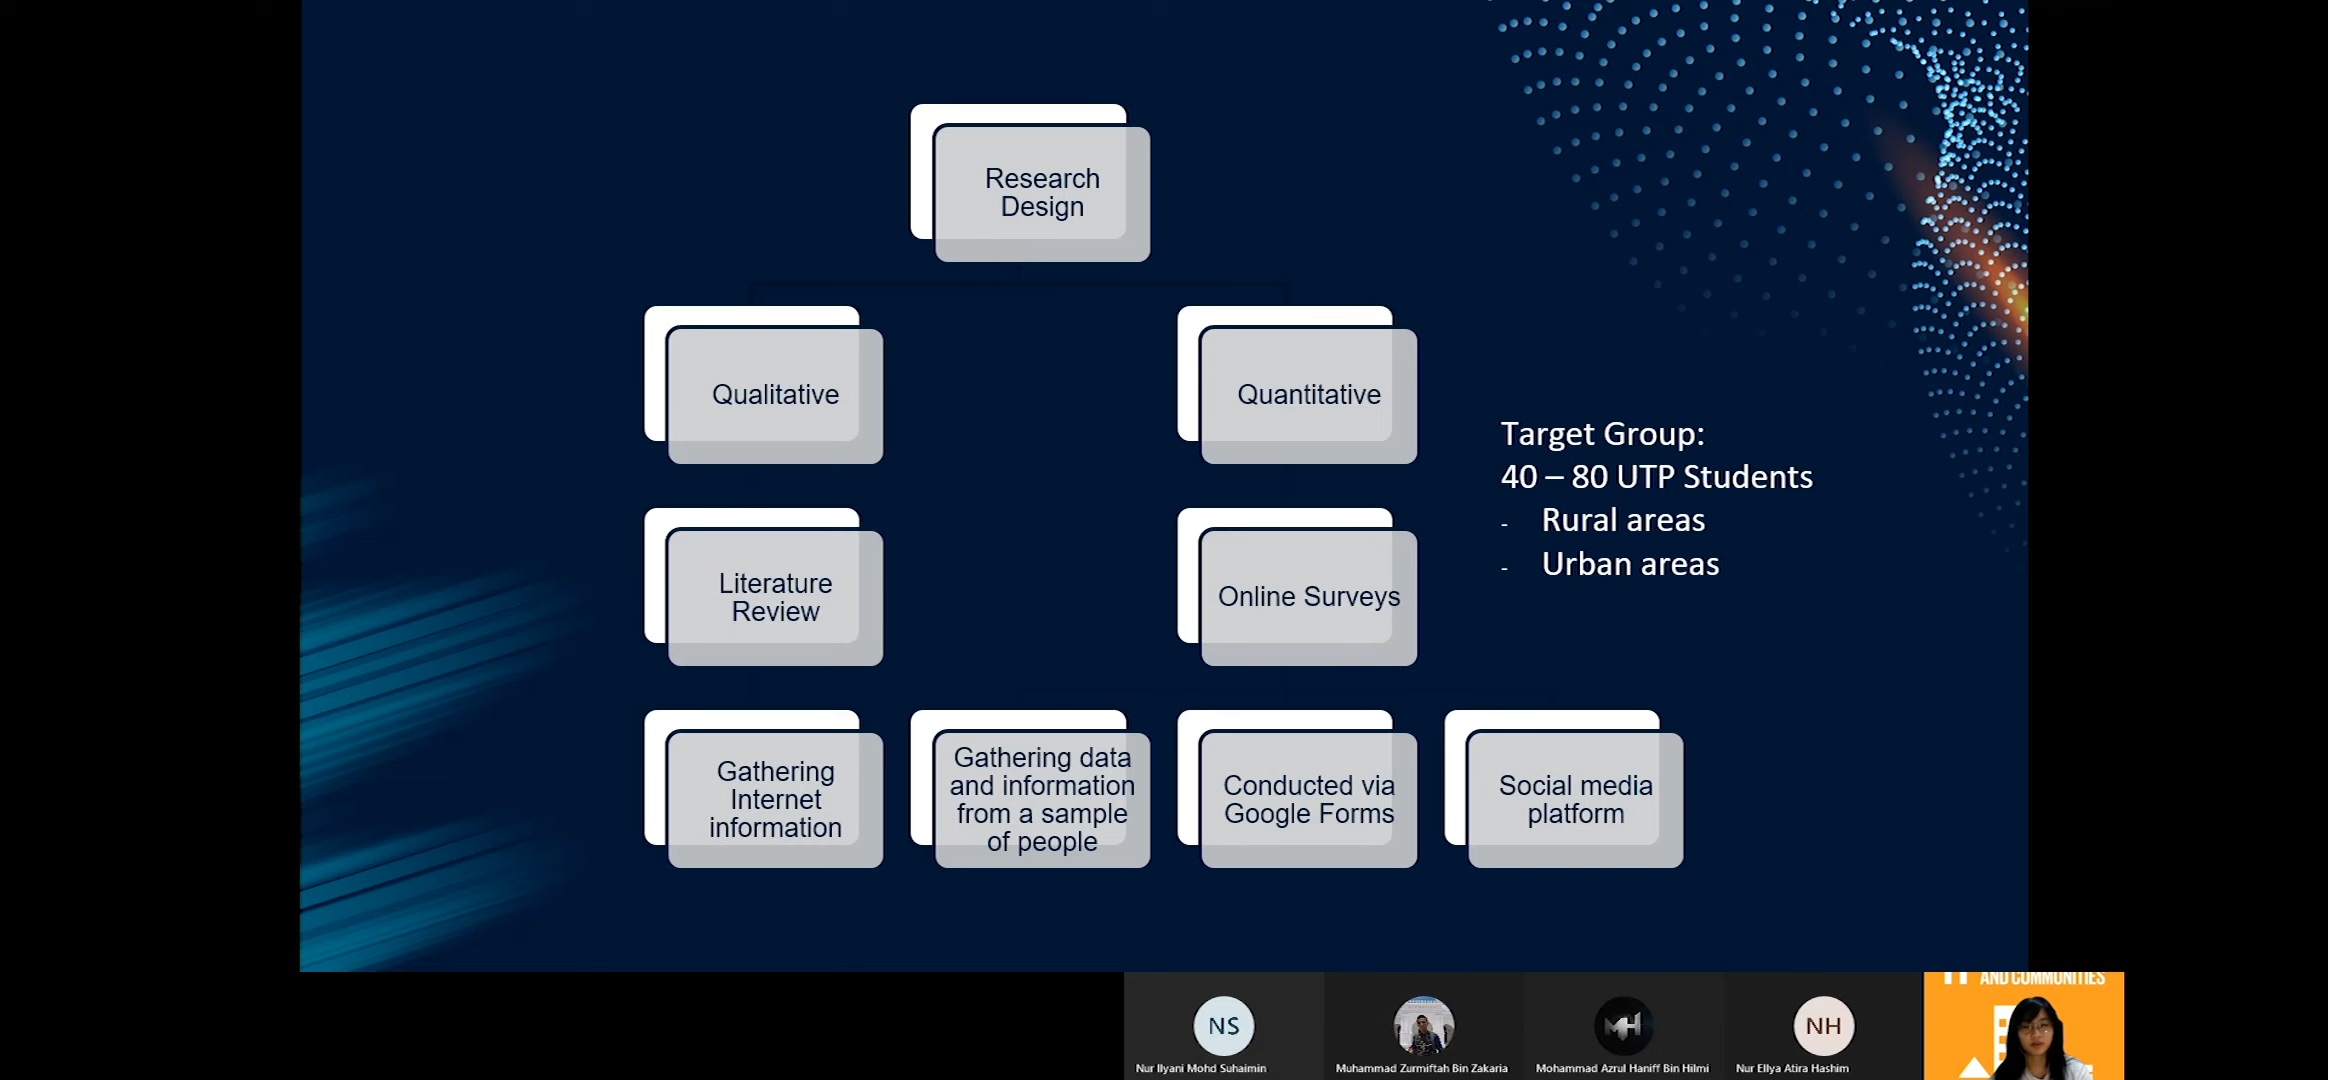 Research
Design
Qualitative
Quantitative
Target Group:
40 – 80 UTP Students
- Rural areas
- Urban areas
Literature
Review
Online Surveys
Gathering
Internet
information
Gathering data
and information
from a sample
of people
Conducted via
Google Forms
Social media
platform
AND COMMUNITIES
NS
MH
NH
Nur Ilyani Mohd Suhaimin
Muhammad Zurmiftah Bin Zakaria
Mohammad Azrul Haniff Bin Hilmi
Nur Ellya Atira Hashim